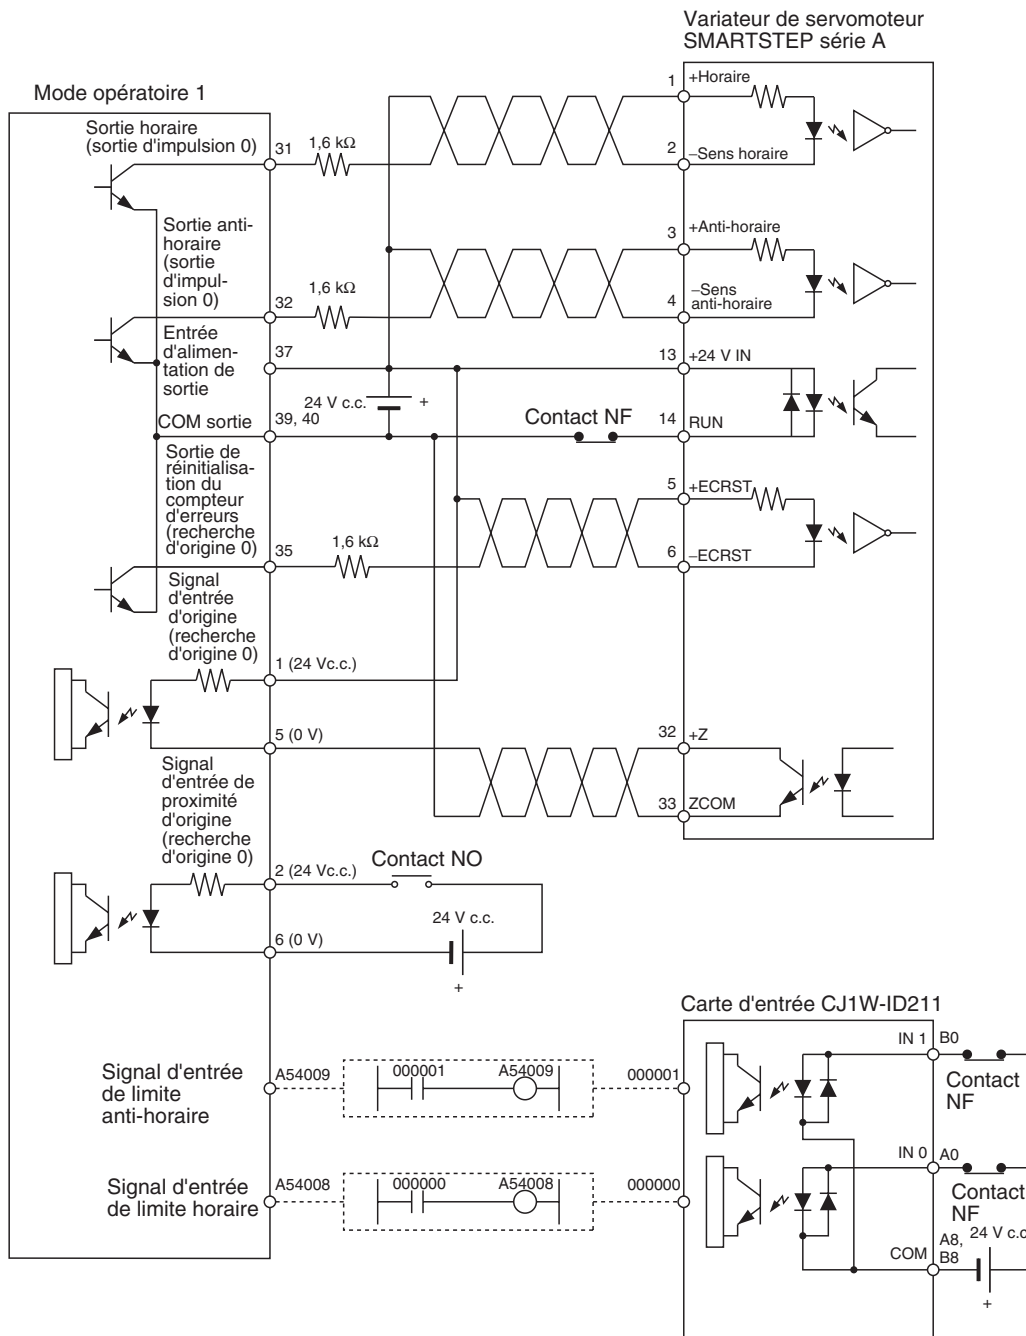 Variateur de servomoteur
SMARTSTEP série A
Mode opératoire 1
1
+Horaire
Sortie horaire
(sortie d'impulsion 0)
31
1,6 kΩ
2
–Sens horaire
Sortie anti-
horaire
(sortie
d'impul-
sion 0)
3
+Anti-horaire
32
1,6 kΩ
4
–Sens
anti-horaire
Entrée
d'alimen-
tation de
sortie
37
13
+24 V IN
24 V c.c.
+
COM sortie
39, 40
Contact NF
14
RUN
Sortie de
réinitialisa-
tion du
compteur
d'erreurs
(recherche
d'origine 0)
5
+ECRST
35
1,6 kΩ
6
–ECRST
Signal
d'entrée
d'origine
(recherche
d'origine 0)
1 (24 Vc.c.)
5 (0 V)
32
+Z
Signal
d'entrée de
proximité
d'origine
(recherche
d'origine 0)
33
ZCOM
2 (24 Vc.c.)
Contact NO
24 V c.c.
6 (0 V)
+
Carte d'entrée CJ1W-ID211
IN 1
B0
Contact
NF
Signal d'entrée
de limite
anti-horaire
A54009
000001
A54009
000001
IN 0
A0
Contact
NF
Signal d'entrée
de limite horaire
A54008
000000
A54008
000000
COM
A8,
B8
24 V c.c
+